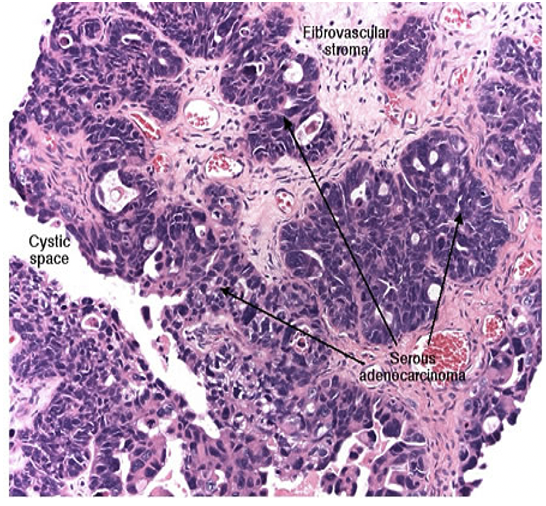 Fibrovascular
stroma
Cystic
space
Serous
adenocarcinoma